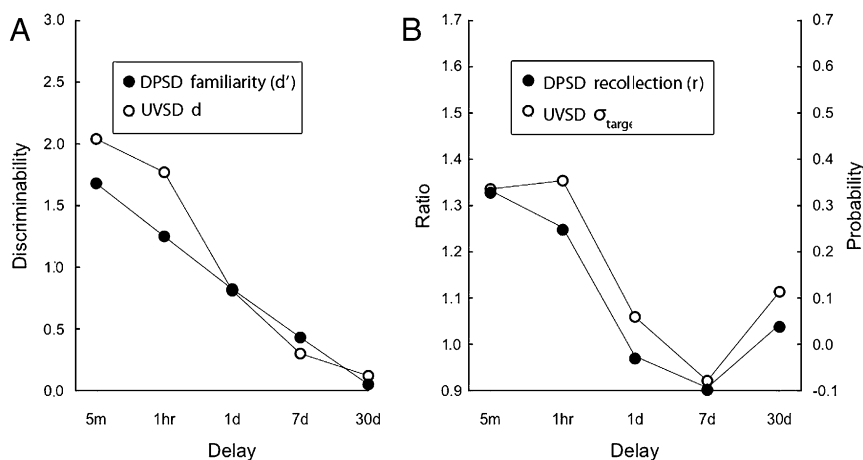 A
3.0
2.5
2.0
1.5
1.0
0.5
0.0
Discriminability
DPSD familiarity (d’)
UVSD d
5m 1hr 1d 7d 30d
Delay
B
1.7
1.6
1.5
1.4
1.3
1.2
1.1
1.0
0.9
Ratio
DPSD recollection (r)
UVSD σtarge
0.7
0.6
0.5
0.4
0.3
0.2
0.1
0.0
-0.1
Probability
5m 1hr 1d 7d 30d
Delay